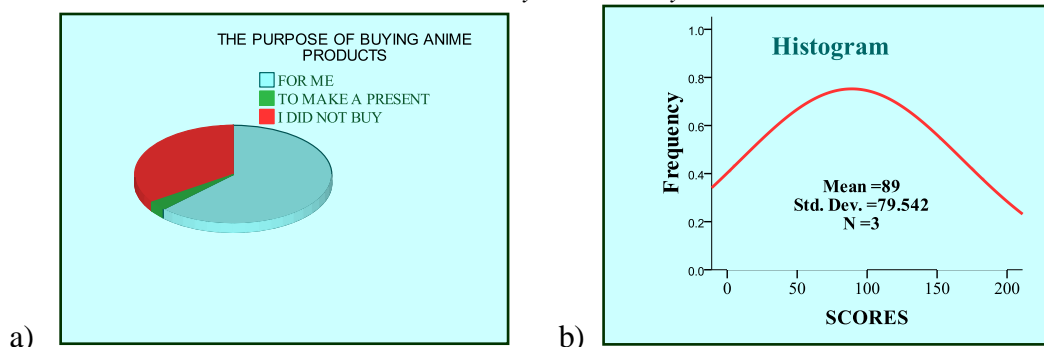 THE PURPOSE OF BUYING ANIME
PRODUCTS
FOR ME
TO MAKE A PRESENT
I DID NOT BUY
a)
Histogram
Frequency
1.0
0.8
0.6
0.4
0.2
0.0
Mean =89
Std. Dev. =79.542
N =3
0 50 100 150 200
SCORES
b)